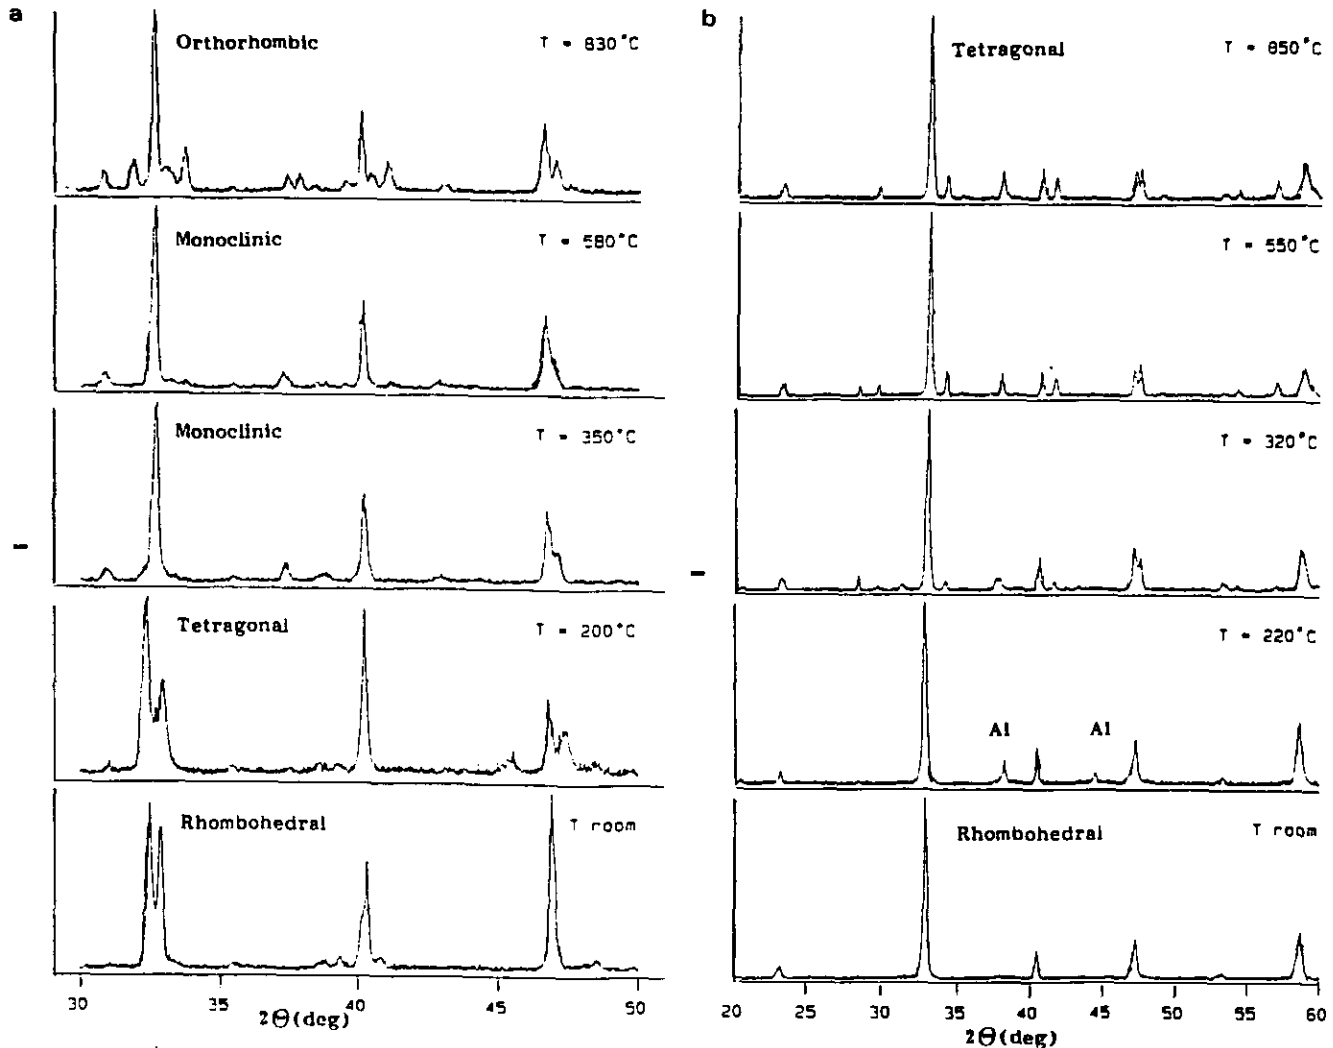 a
Orthorhombic
T = 830°C
Monoclinic
T = 580°C
Monoclinic
T = 350°C
Tetragonal
T = 200°C
Rhombohedral
T room
30 35 40 45 50
2Θ(deg)
b
Tetragonal
T = 850°C
T = 550°C
T = 320°C
T = 220°C
Al Al
Rhombohedral
T room
20 25 30 35 40 45 50 55 60
2Θ(deg)